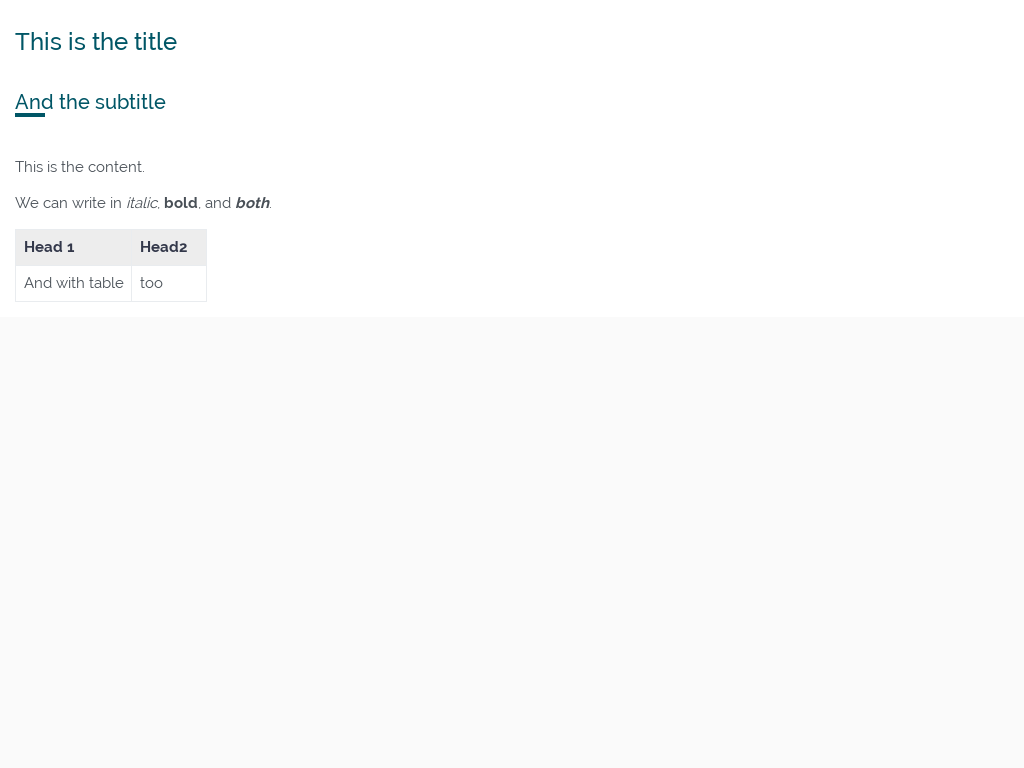 This is the title
And the subtitle
This is the content.
We can write in italic, bold, and both.
Head 1 Head2
And with table too